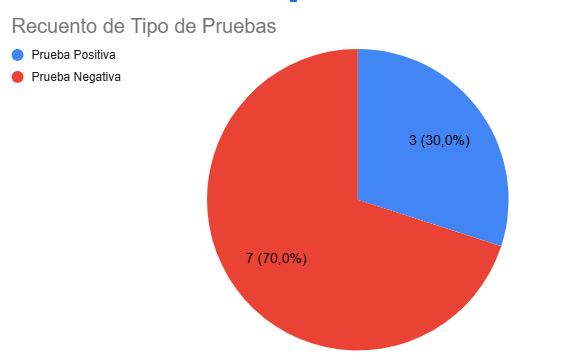 Recuento de Tipo de Pruebas
Prueba Positiva
Prueba Negativa
3 (30,0%)
7 (70,0%)